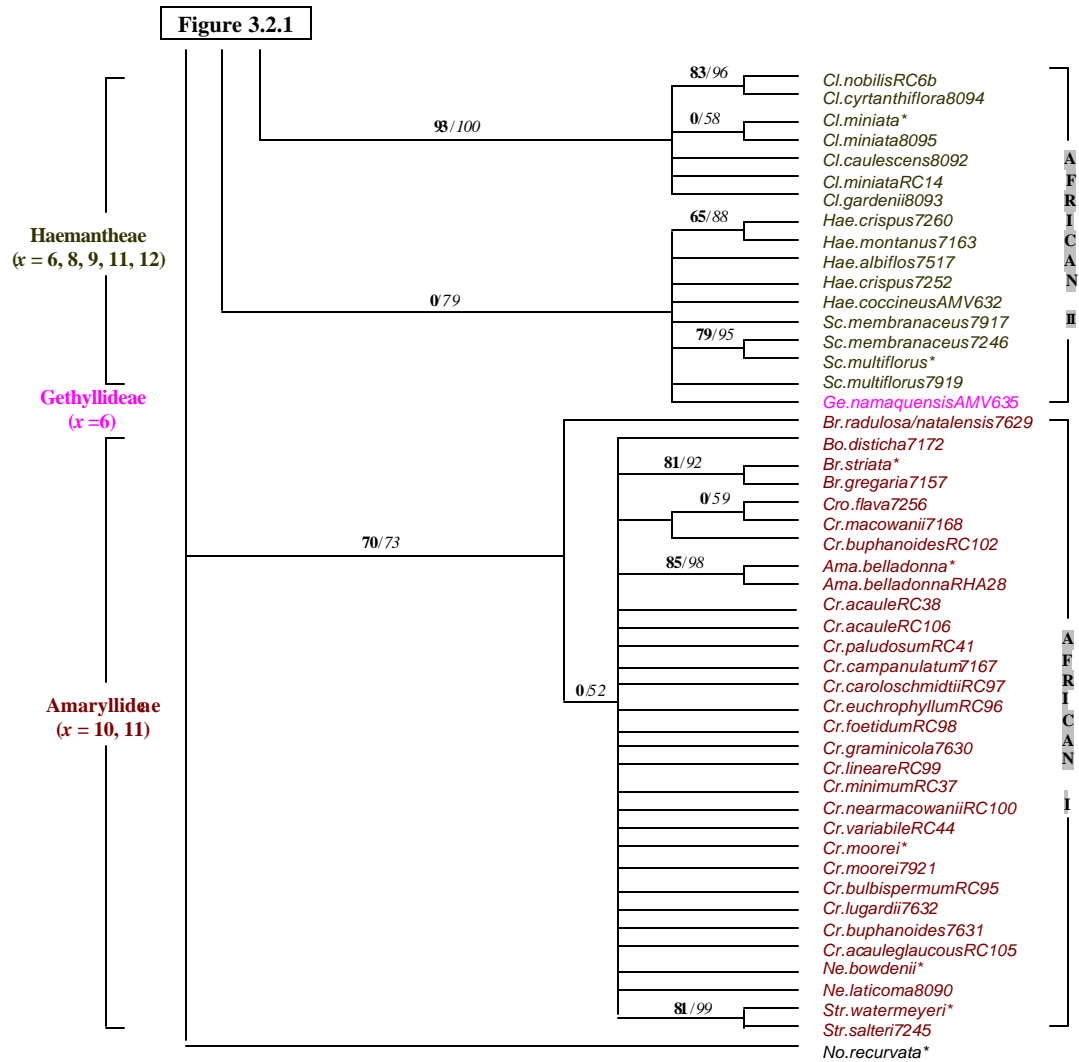 Figure 3.2.1
83/96
Cl.nobilisRC6b
Cl.cyrtanthiflora8094
0/58
Cl.miniata*
Cl.miniata8095
93/100
Cl.caulescens8092
Cl.miniataRC14
Cl.gardenii8093
65/88
Hae.crispus7260
Hae.montanus7163
Hae.albiflos7517
Hae.crispus7252
0/79
Hae.coccineusAMV632
Sc.membranaceus7917
79/95
Sc.membranaceus7246
Sc.multiflorus*
Sc.multiflorus7919
Ge.namaquensisAMV635
Haemantheae
(x = 6, 8, 9, 11, 12)
Gethyllideae
(x =6)
A
F
R
I
C
A
N
II
Br.radulosa/natalensis7629
Bo.disticha7172
81/92
Br.striata*
Br.gregaria7157
0/59
Cro.flava7256
Cr.macowanii7168
Cr.buphanoidesRC102
70/73
85/98
Ama.belladonna*
Ama.belladonnaRHA28
Cr.acauleRC38
Cr.acauleRC106
Cr.paludosumRC41
Cr.campanulatum7167
0/52
Cr.caroloschmidtiiRC97
Cr.euchrophyllumRC96
Cr.foetidumRC98
Cr.graminicola7630
Cr.lineareRC99
Cr.minimumRC37
Cr.nearmacowaniiRC100
Cr.variabileRC44
Cr.moorei*
Cr.moorei7921
Cr.bulbispermumRC95
Cr.lugardii7632
Cr.buphanoides7631
Cr.acauleglaucousRC105
Ne.bowdenii*
Ne.laticoma8090
81/99
Str.watermeyeri*
Str.salteri7245
No.recurvata*
Amaryllideae
(x = 10, 11)
A
F
R
I
C
A
N
I